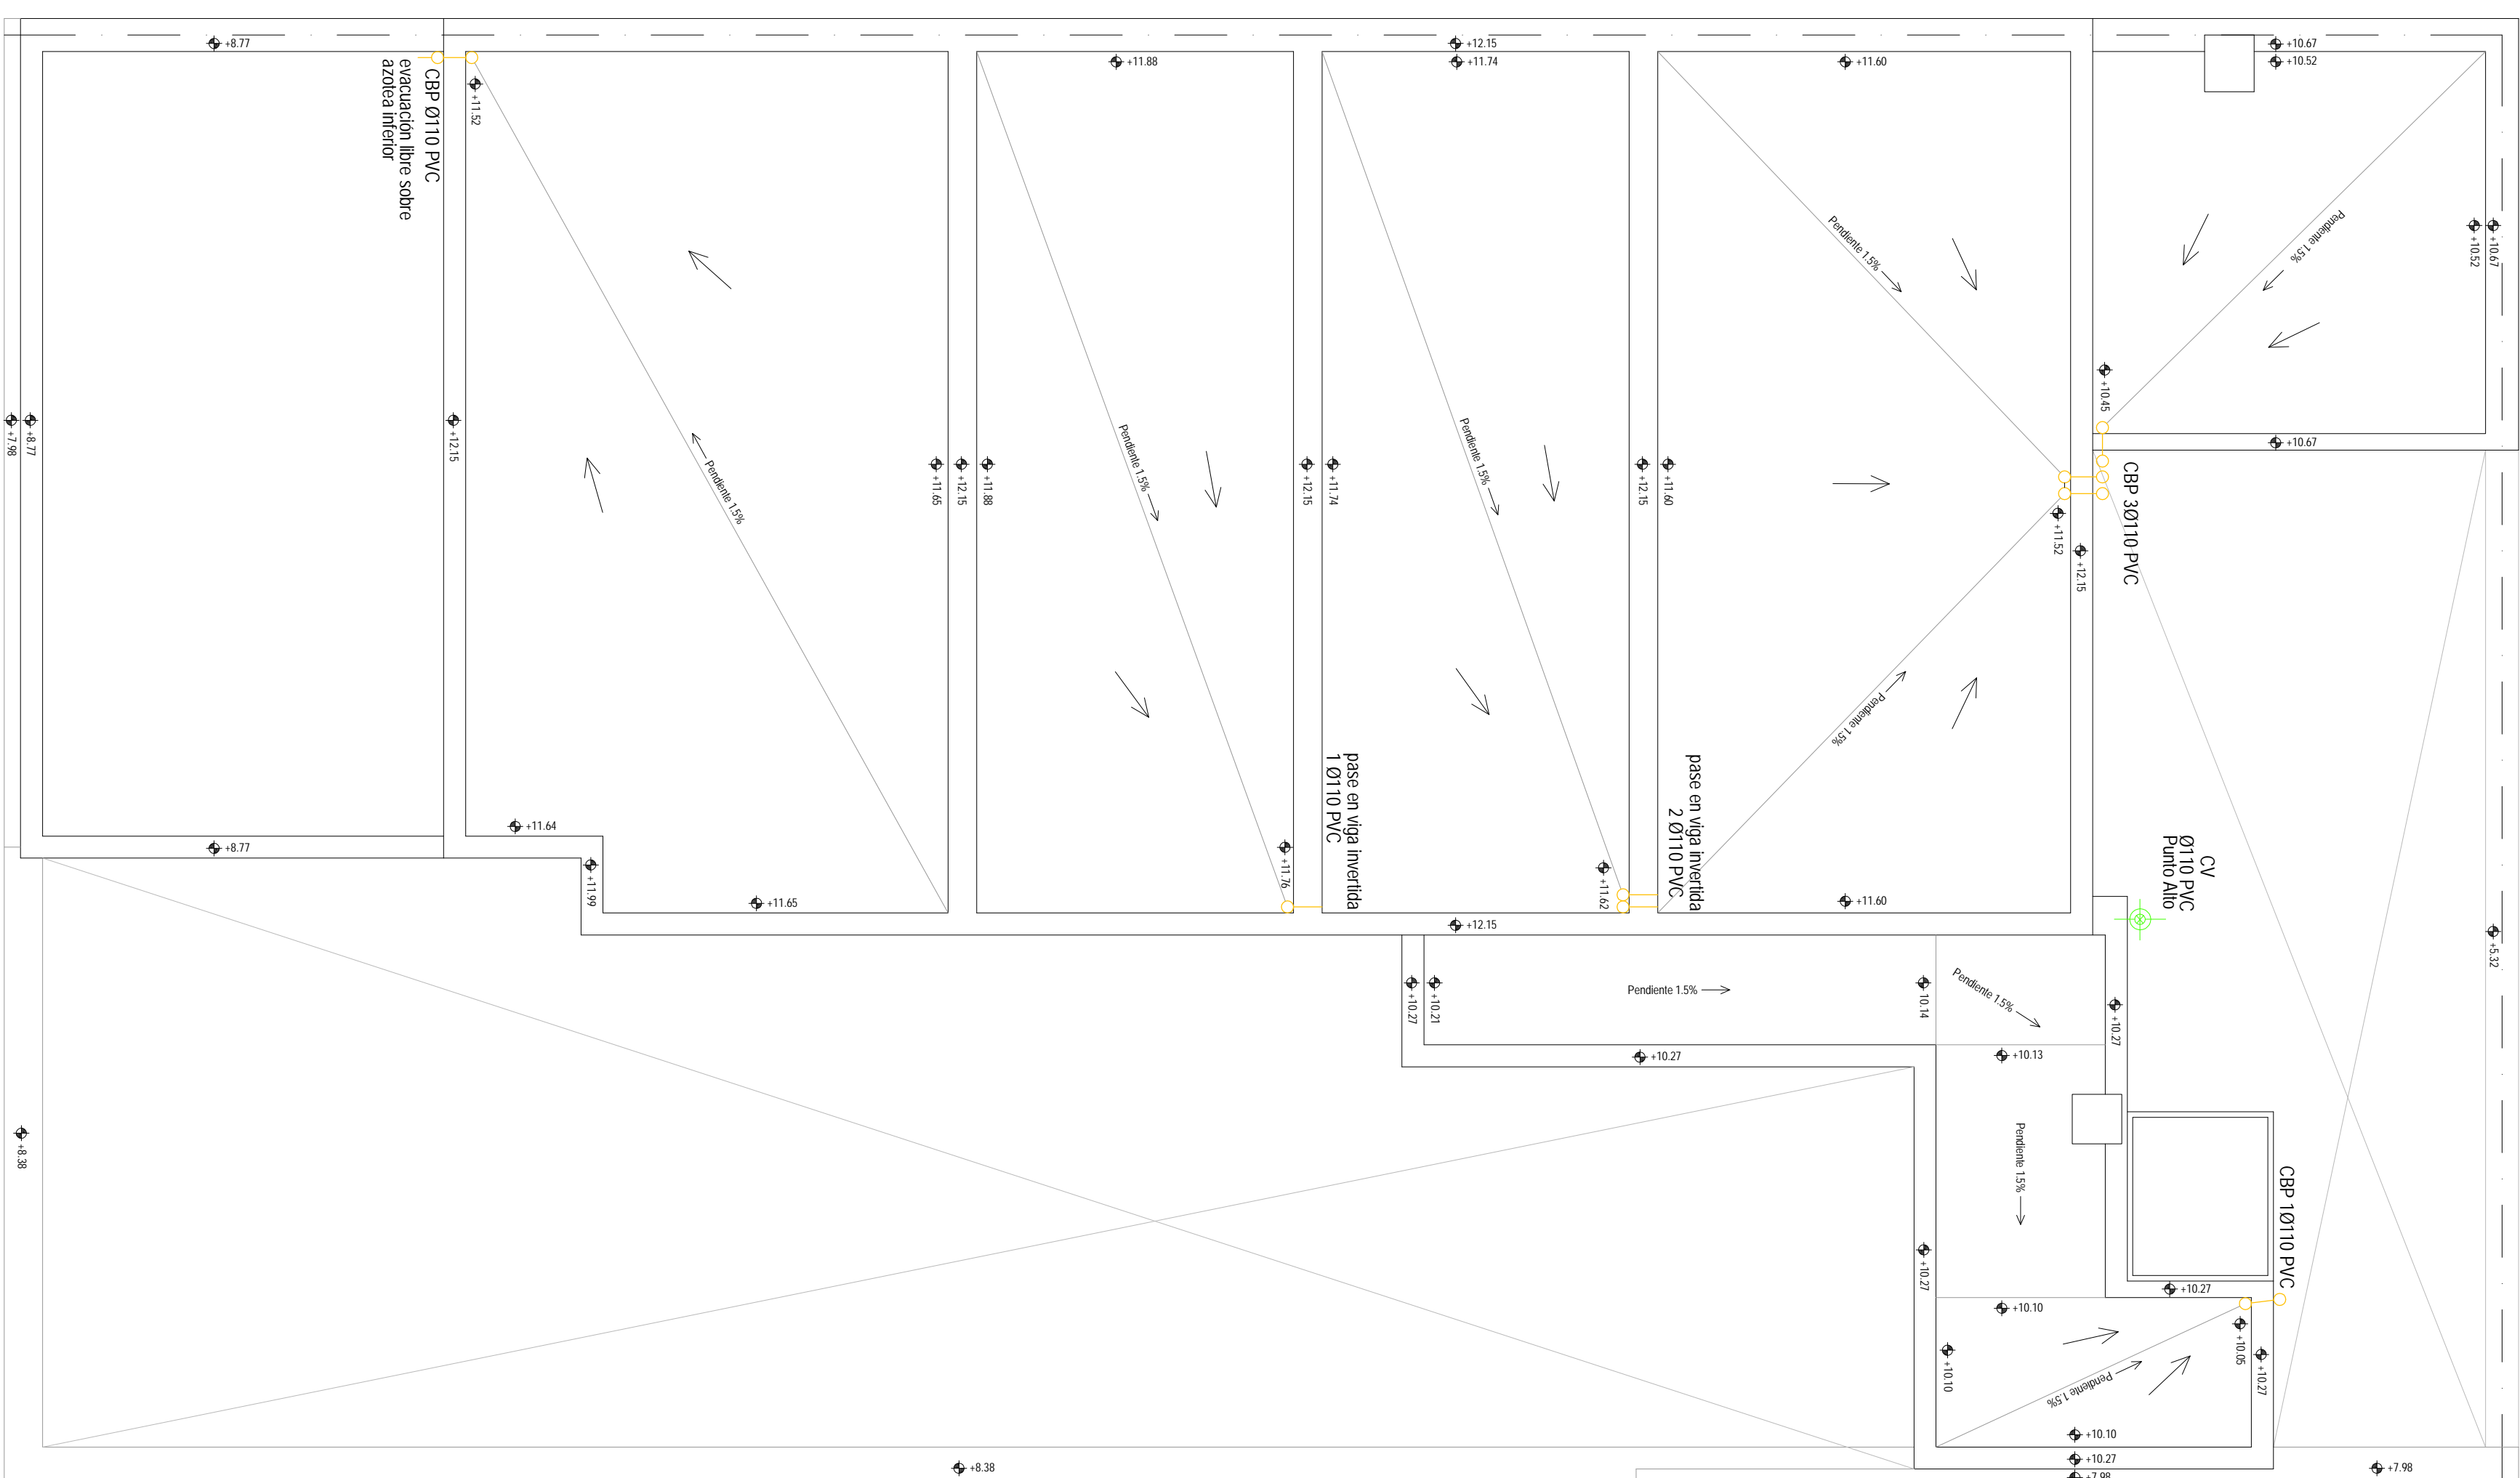 +8.77
+12.15
+10.67
+11.88
+11.74
+11.60
+10.52
CBP Ø110 PVC
evacuación libre sobre
azotea inferior
+11.52
Pendiente 1.5%
Pendiente 1.5%
+10.52
+10.67
+7.98
+8.77
+12.15
Pendiente 1.5%
+11.65
+12.15
+11.88
Pendiente 1.5%
+12.15
+11.74
Pendiente 1.5%
+12.15
+11.60
+10.45
+10.67
CBP 3Ø110 PVC
+11.52
+12.15
Pendiente 1.5%
pase en viga invertida
1 Ø110 PVC
pase en viga invertida
2 Ø110 PVC
CV
Ø110 PVC
Punto Alto
+11.64
+8.77
+11.99
+11.65
+11.76
+11.62
+11.60
+12.15
+5.32
+10.27
+10.21
Pendiente 1.5%
+10.14
Pendiente 1.5%
+10.27
+10.27
+10.13
+8.38
Pendiente 1.5%
CBP 1Ø110 PVC
+10.27
+10.27
+10.10
+10.05
+10.27
+10.10
Pendiente 1.5%
+10.10
+10.27
+8.38
+7.98
+7.98